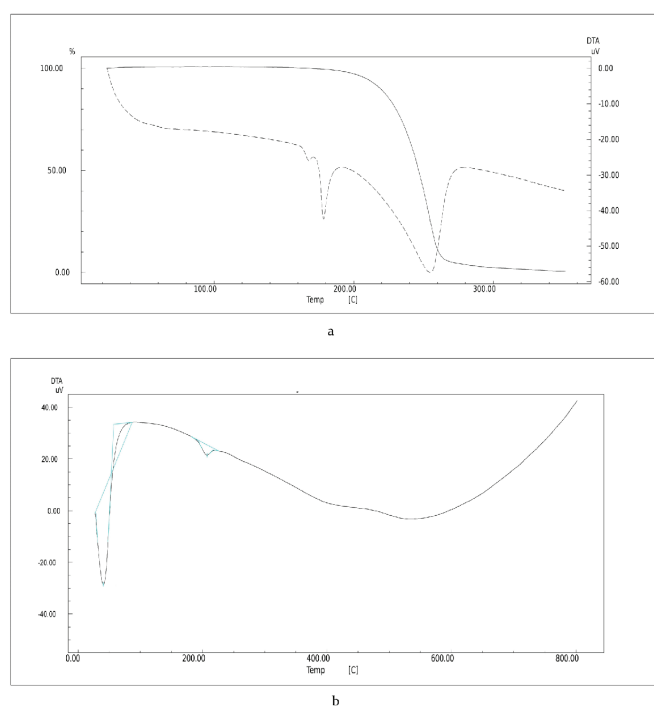 DTA
% uV
100.00 0.00
-10.00
-20.00
50.00 -30.00
-40.00
-50.00
0.00 -60.00
100.00 200.00 300.00
Temp [C]
a
DTA
uV
40.00
20.00
0.00
-20.00
-40.00
0.00 200.00 400.00 600.00 800.00
Temp [C]
b